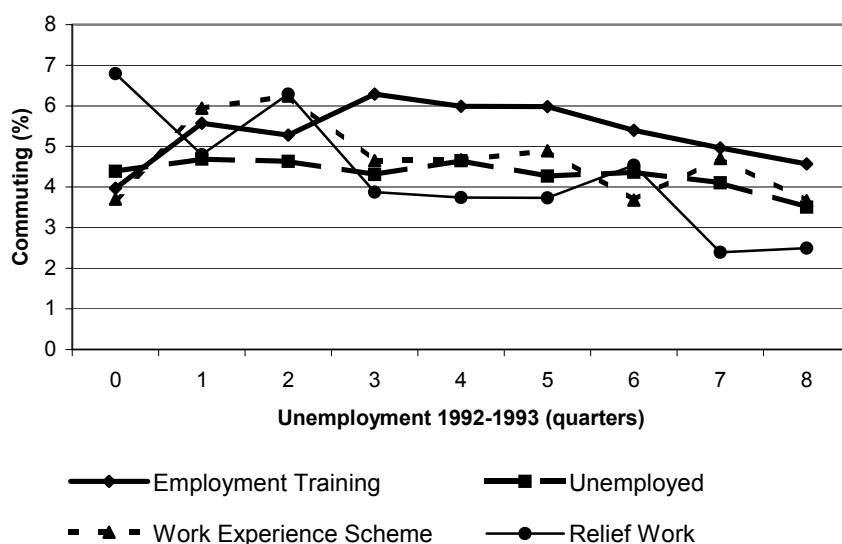 8
7
6
5
4
3
2
1
0
Commuting (%)
0 1 2 3 4 5 6 7 8
Unemployment 1992-1993 (quarters)
Employment Training Unemployed
Work Experience Scheme Relief Work